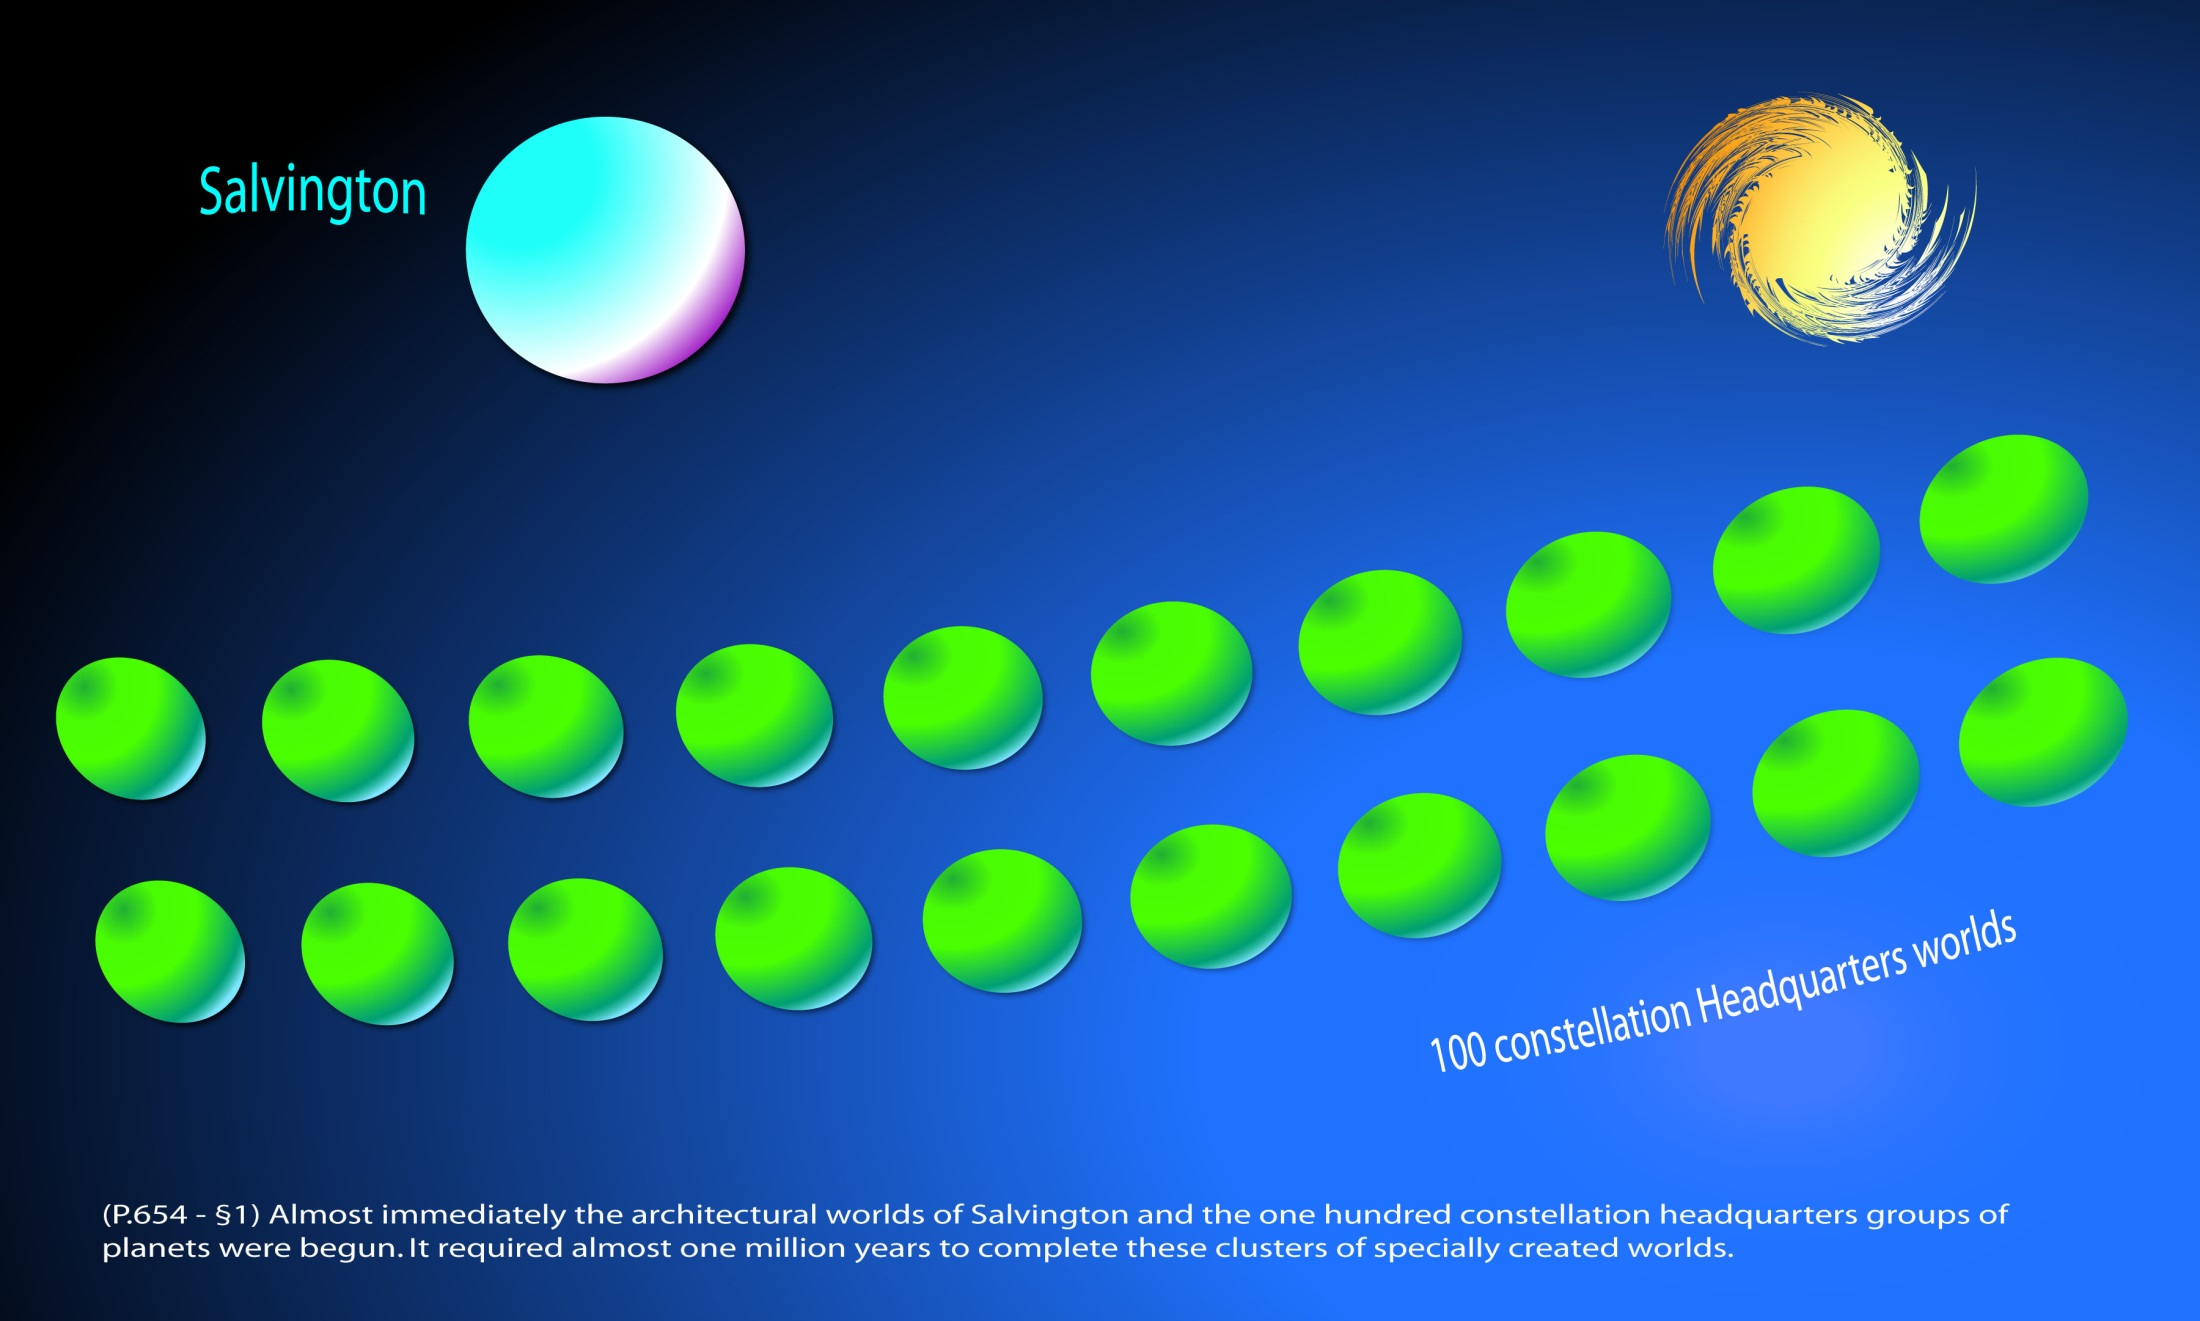 Salvington
100 constellation Headquarters worlds
(P.654 - §1) Almost immediately the architectural worlds of Salvington and the one hundred constellation headquarters groups of
planets were begun. It required almost one million years to complete these clusters of specially created worlds.